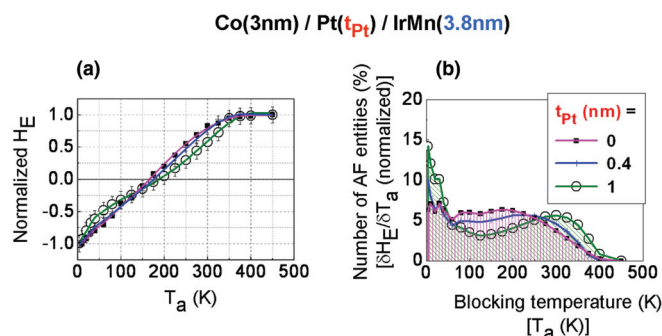 Co(3nm) / Pt(tPt) / IrMn(3.8nm)
(a)
Normalized HE
1.0
0.5
0.0
-0.5
-1.0
0 100 200 300 400 500
Ta (K)
(b)
Number of AF entities (%)
[δHE/δTa (normalized)]
20
15
10
5
0
tPt (nm) =
0
0.4
1
0 100 200 300 400 500
Blocking temperature (K)
[Ta (K)]